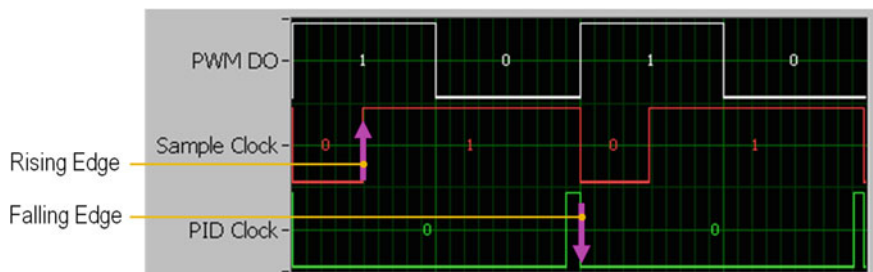 PWM DO
1 0 1 0
Sample Clock
0 1 0 1
Rising Edge
Falling Edge
PID Clock
0 0